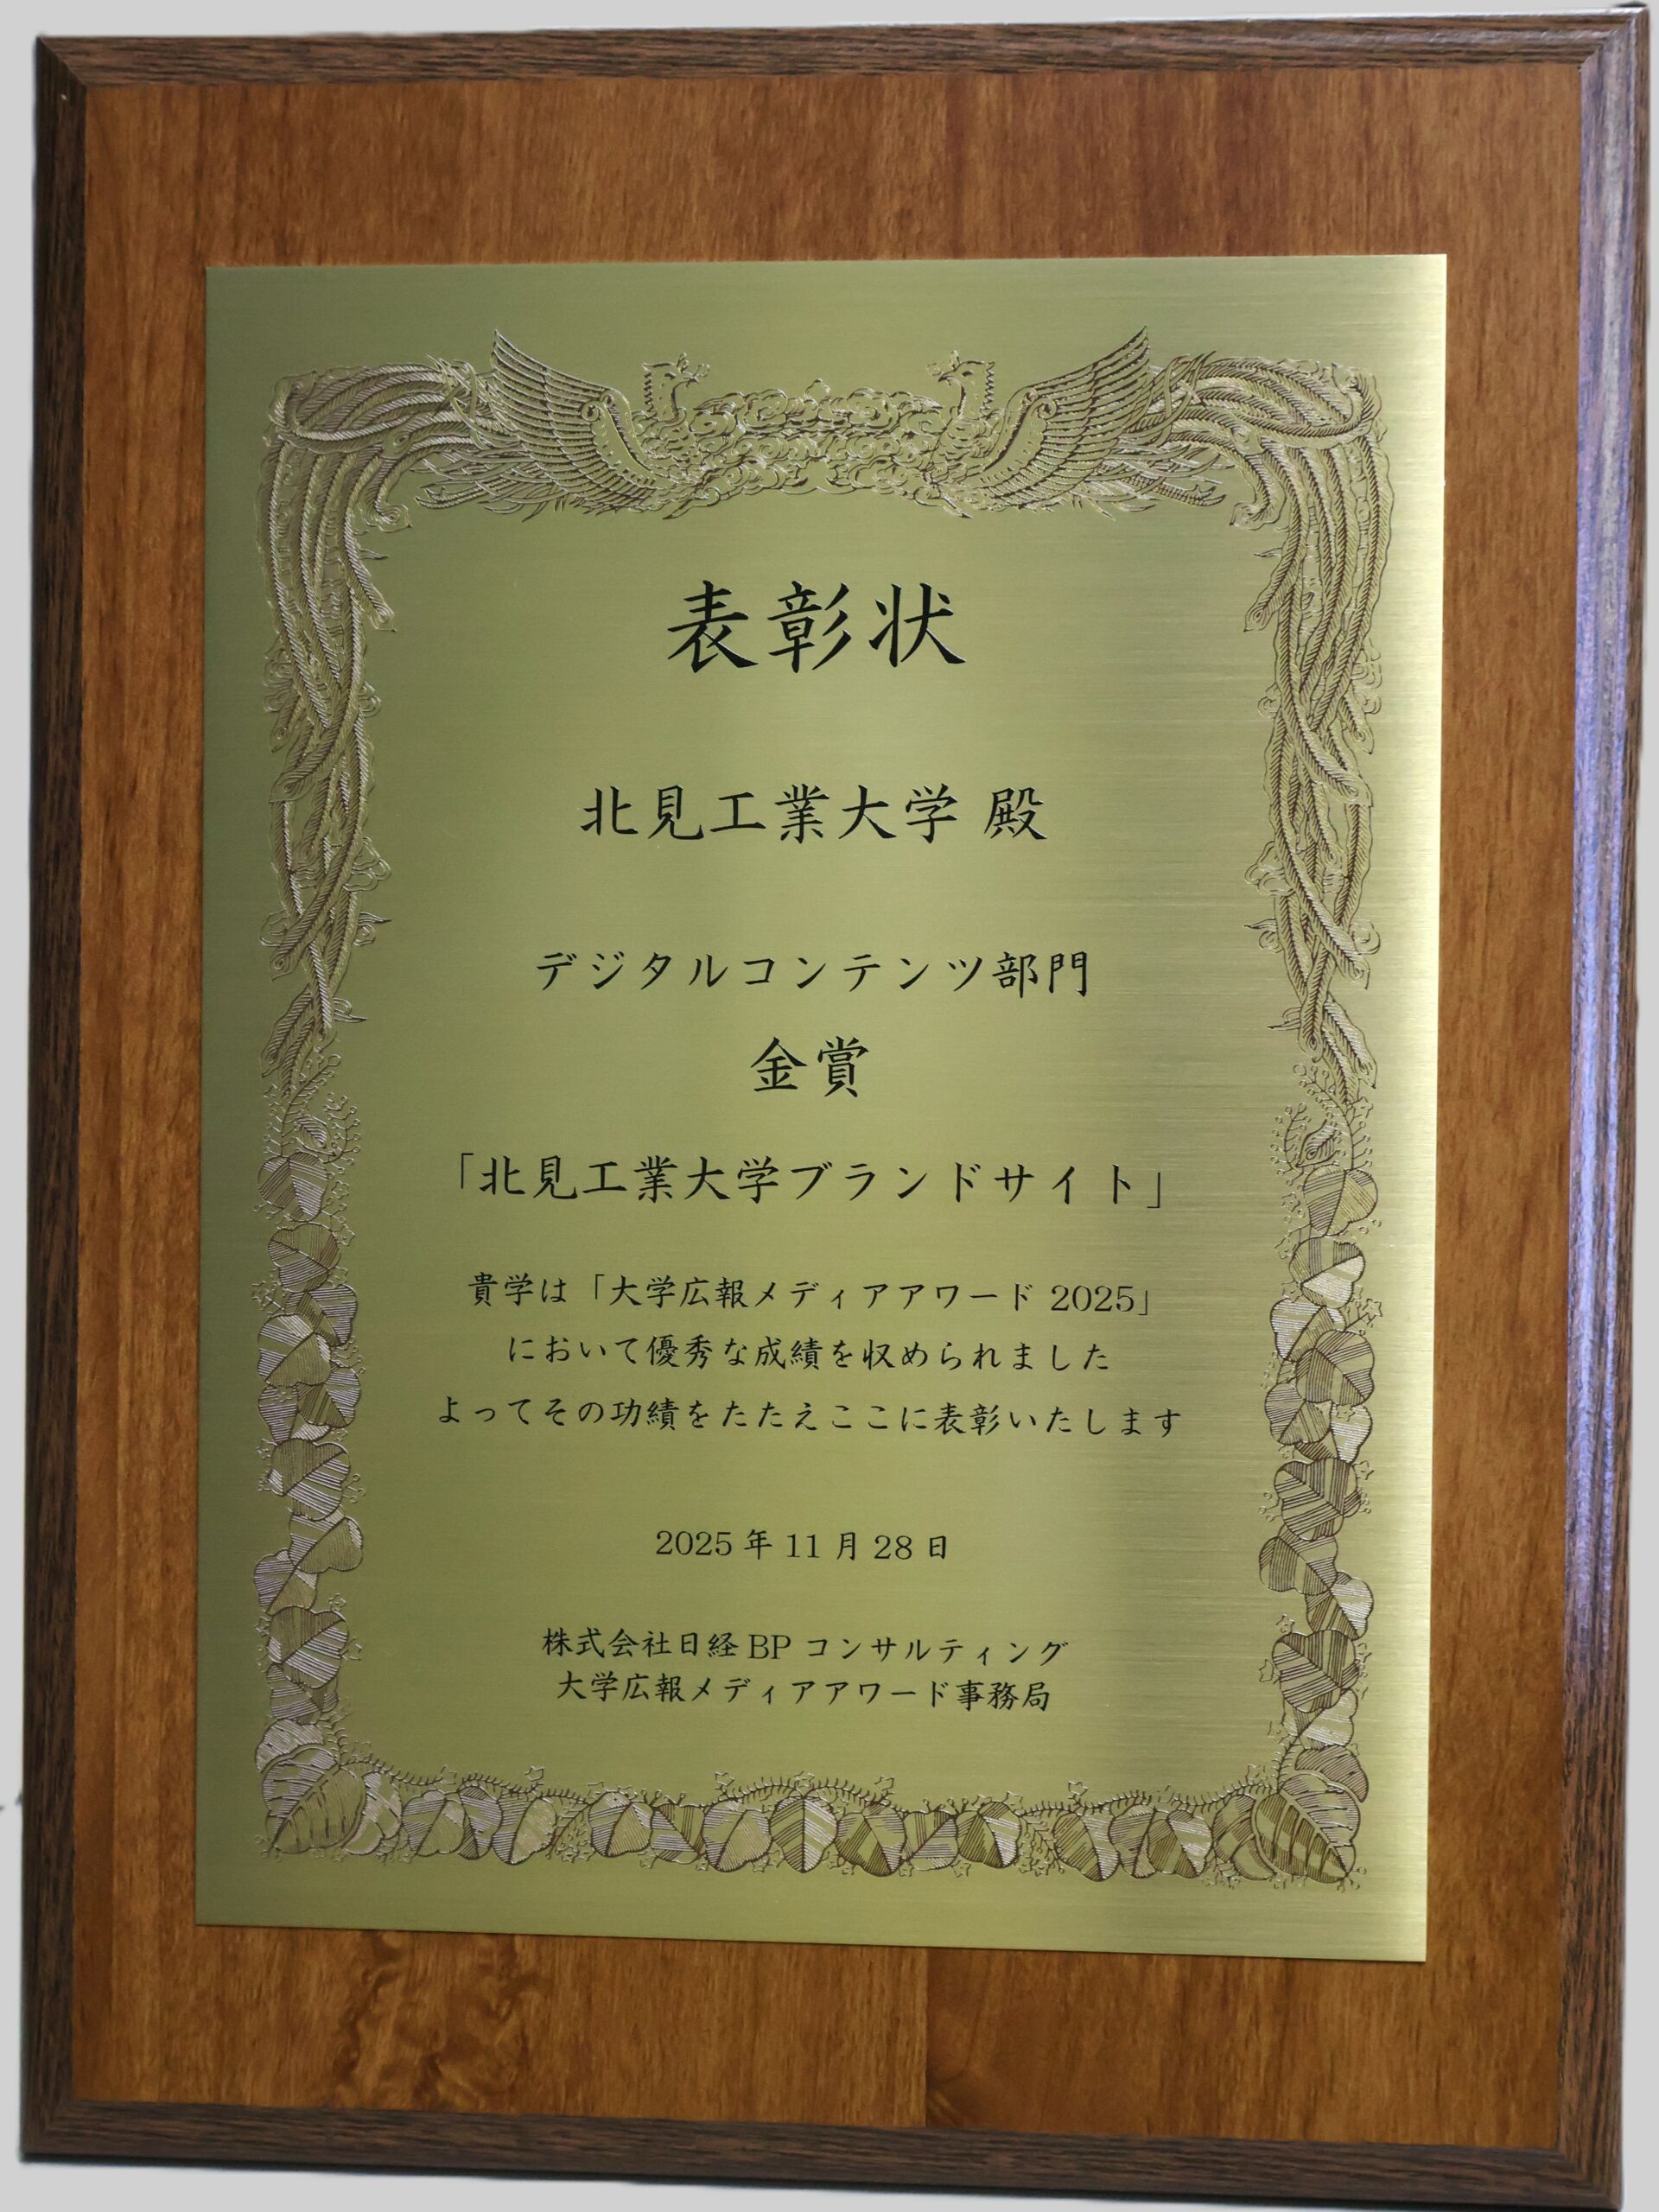 表彰状
北見工業大学 殿
デジタルコンテンツ部門
金賞
「北見工業大学ブランドサイト」
貴学は「大学広報メディアアワード 2025」
において優秀な成績を収められました
よってその功績をたたえここに表彰いたします
2025 年 11 月 28 日
株式会社日経 BP コンサルティング
大学広報メディアアワード事務局